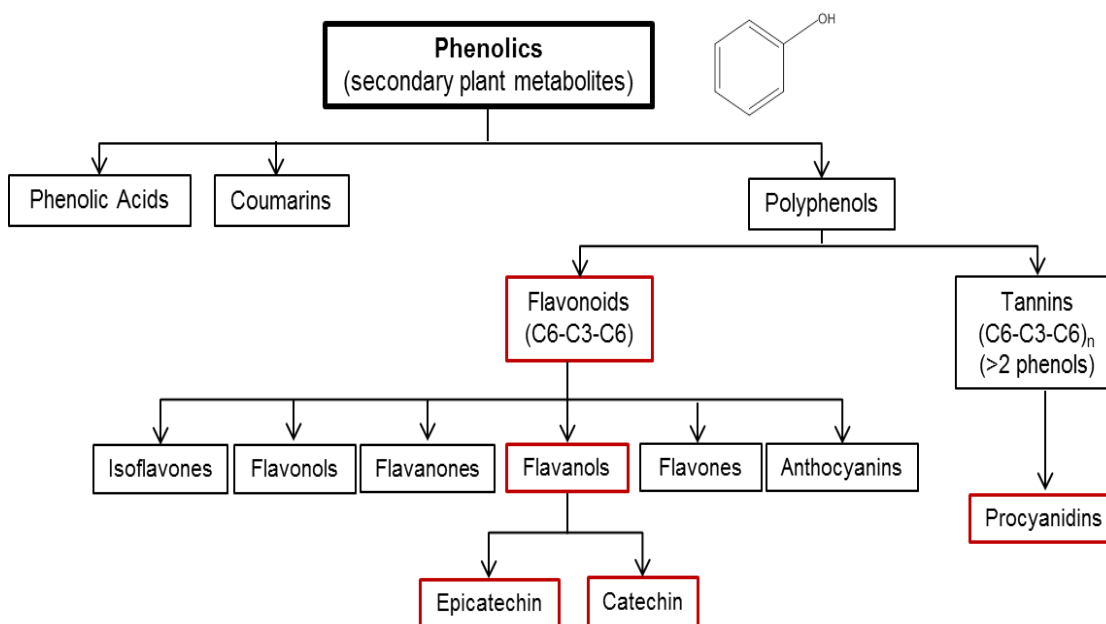 Phenolics
(secondary plant metabolites)
OH
Phenolic Acids
Coumarins
Polyphenols
Flavonoids
(C6-C3-C6)
Tannins
(C6-C3-C6)n
(>2 phenols)
Isoflavones
Flavonols
Flavanones
Flavanols
Flavones
Anthocyanins
Procyanidins
Epicatechin
Catechin